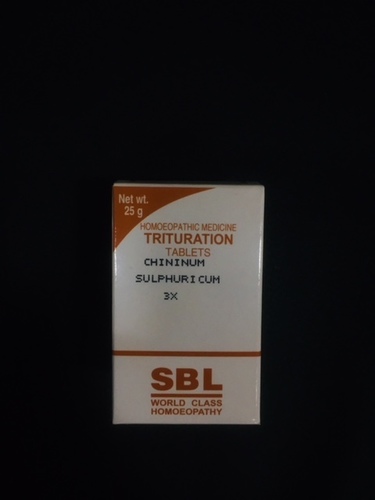 Net wt.
25 g
HOMOEOPATHIC MEDICINE
TRITURATION
TABLETS
CHININUM
SULPHURICUM
3X
SBL
WORLD CLASS
HOMOEOPATHY